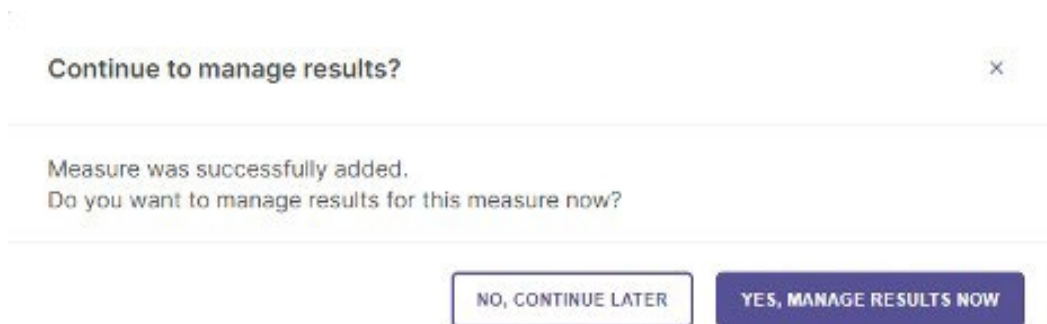 Continue to manage results?
Measure was successfully added.
Do you want to manage results for this measure now?
NO, CONTINUE LATER
YES, MANAGE RESULTS NOW